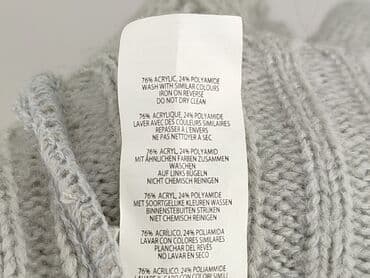 76% ACRYLIC, 24% POLYAMIDE
WASH WITH SIMILAR COLOURS
IRON ON REVERSE
DO NOT DRY CLEAN
76% ACRYLIQUE, 24% POLYAMIDE
LAVER AVEC DES COULEURS SIMILAIRES
REPASSER À L'ENVERS
NE PAS NETTOYER À SEC
76% ACRYL, 24% POLYAMID
MIT ÄHNLICHEN FARBEN ZUSAMMEN
WASCHEN
AUF LINKS BÜGELN
NICHT CHEMISCH REINIGEN
76% ACRYL, 24% POLYAMIDE
MET SOORTGELIJKE KLEUREN WASSEN
BINNENSTEBUITEN STRIJKEN
NIET CHEMISCH REINIGEN
76% ACRÍLICO, 24% POLIAMIDA
LAVAR CON COLORES SIMILARES
PLANCHAR DEL REVÉS
NO LAVAR EN SECO
76% ACRILICO, 24% POLIAMMIDE